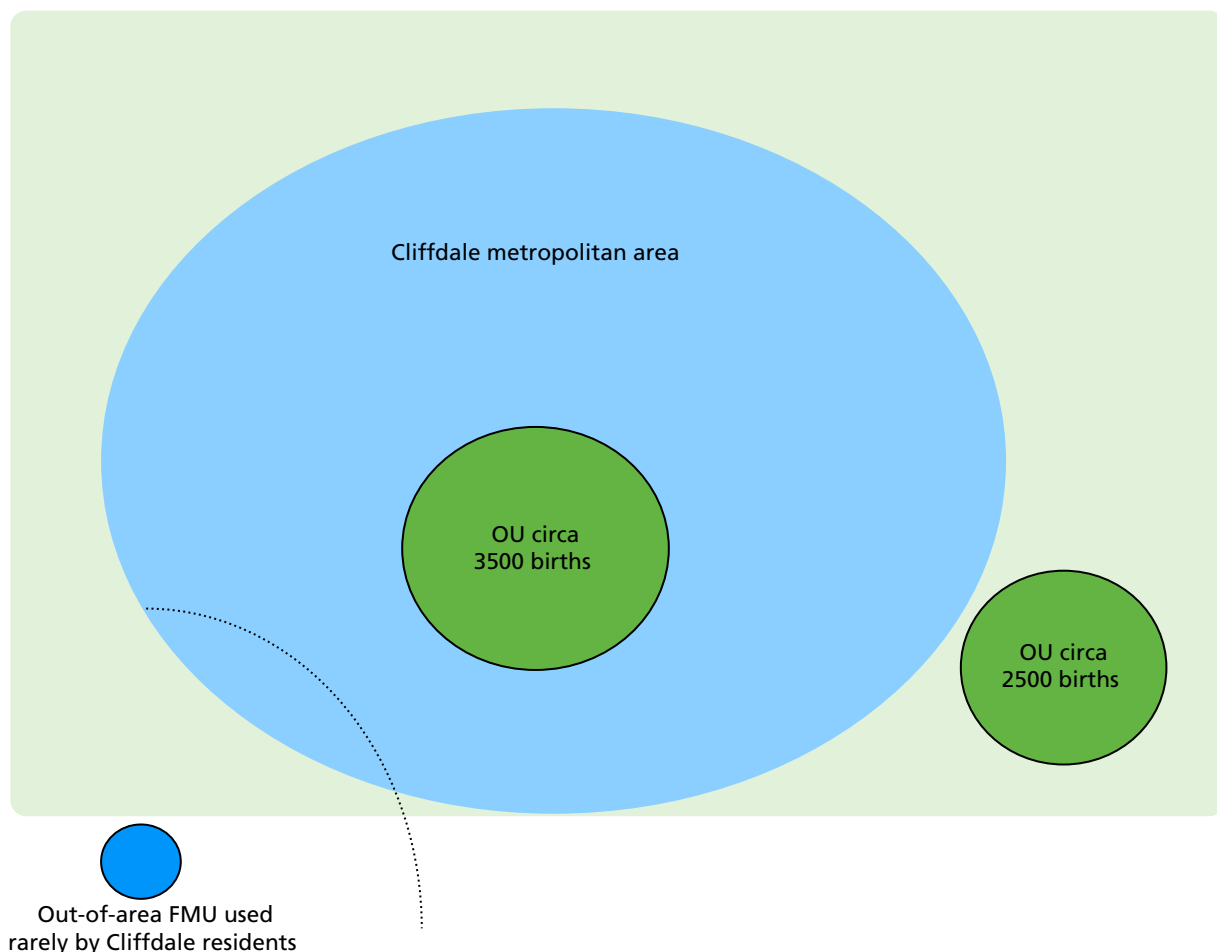 Cliffdale metropolitan area
OU circa
3500 births
OU circa
2500 births
Out-of-area FMU used
rarely by Cliffdale residents